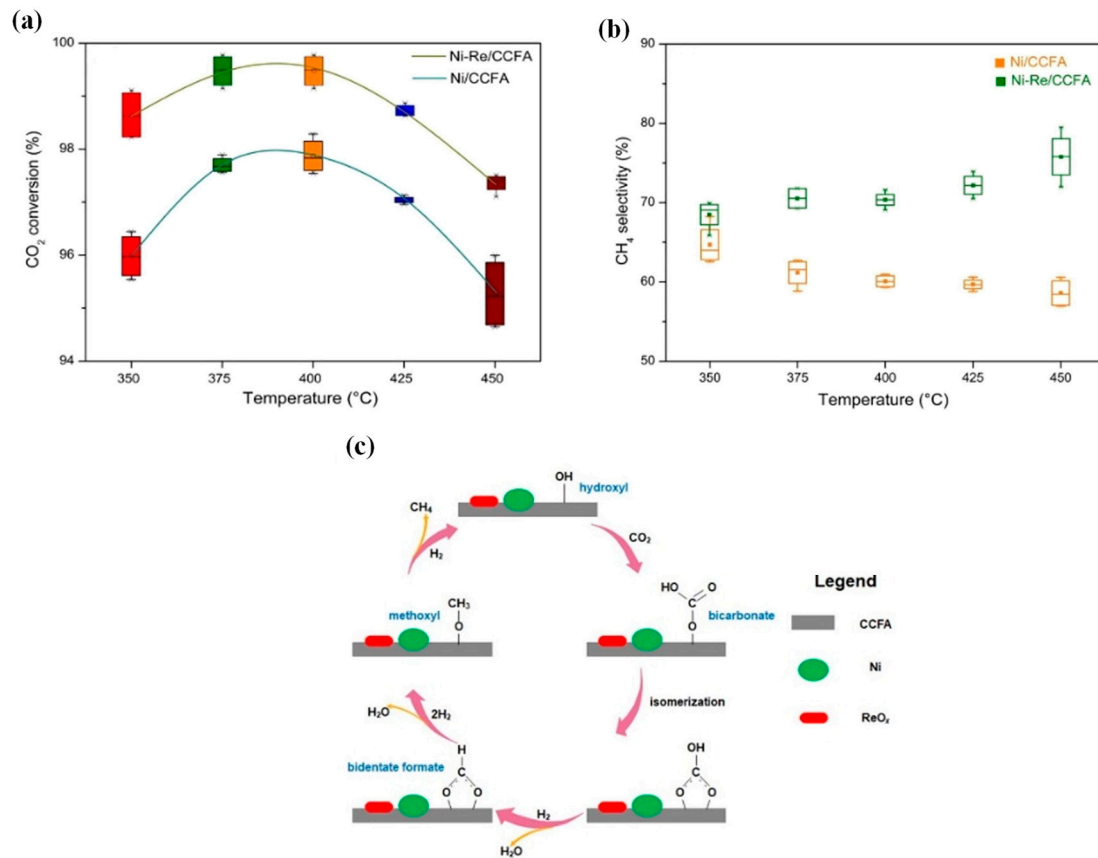 (a)
100
98
96
94
CO₂ conversion (%)
Ni-Re/CCFA
Ni/CCFA
350
375
400
425
450
Temperature (°C)
(b)
90
80
70
60
50
CH₄ selectivity (%)
Ni/CCFA
Ni-Re/CCFA
350
375
400
425
450
Temperature (°C)
(c)
OH
hydroxyl
CH₄
H₂
CO₂
HO
O
C
O
bicarbonate
CH₃
O
methoxyl
isomerization
H₂O
2H₂
H
C
O O
bidentate formate
OH
C
O O
H₂
H₂O
Legend
CCFA
Ni
ReOₓ